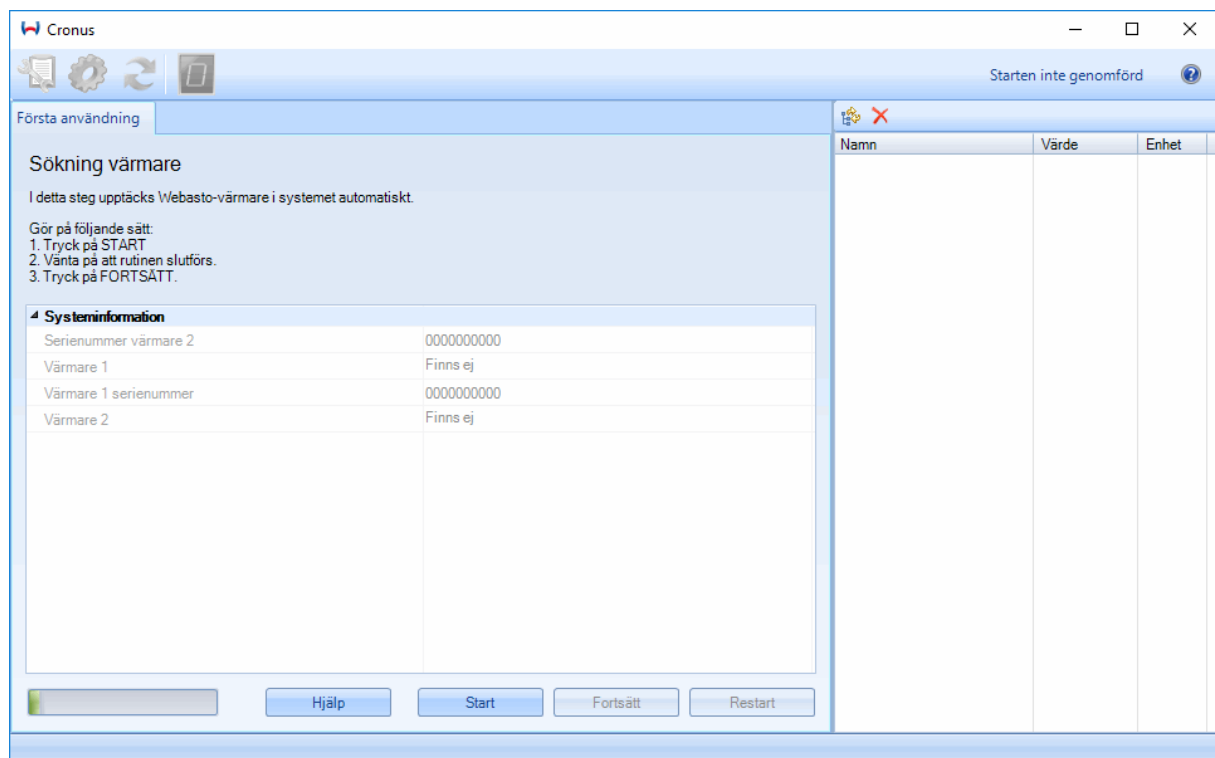 Cronus
Starten inte genomförd
Första användning
Sökning värmare
I detta steg upptäcks Webasto-värmare i systemet automatiskt.
Gör på följande sätt:
1. Tryck på START
2. Vänta på att rutinen slutförs.
3. Tryck på FORTSÄTT.
Systeminformation
Serienummer värmare 2 0000000000
Värmare 1 Finns ej
Värmare 1 serienummer 0000000000
Värmare 2 Finns ej
Hjälp Start Fortsätt Restart
Namn Värde Enhet